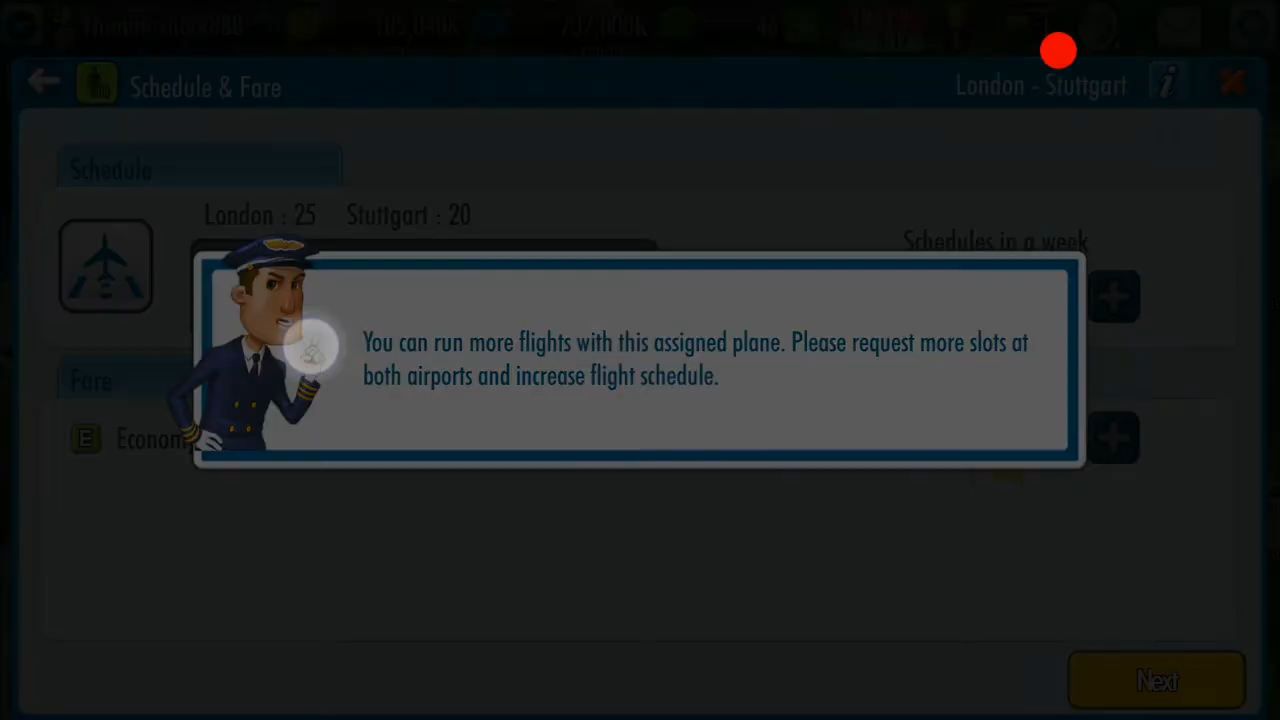 Schedule & Fare
London - Stuttgart
i
Schedule
London : 25 Stuttgart : 20
Schedules in a week
You can run more flights with this assigned plane. Please request more slots at
both airports and increase flight schedule.
Fare
E
Next